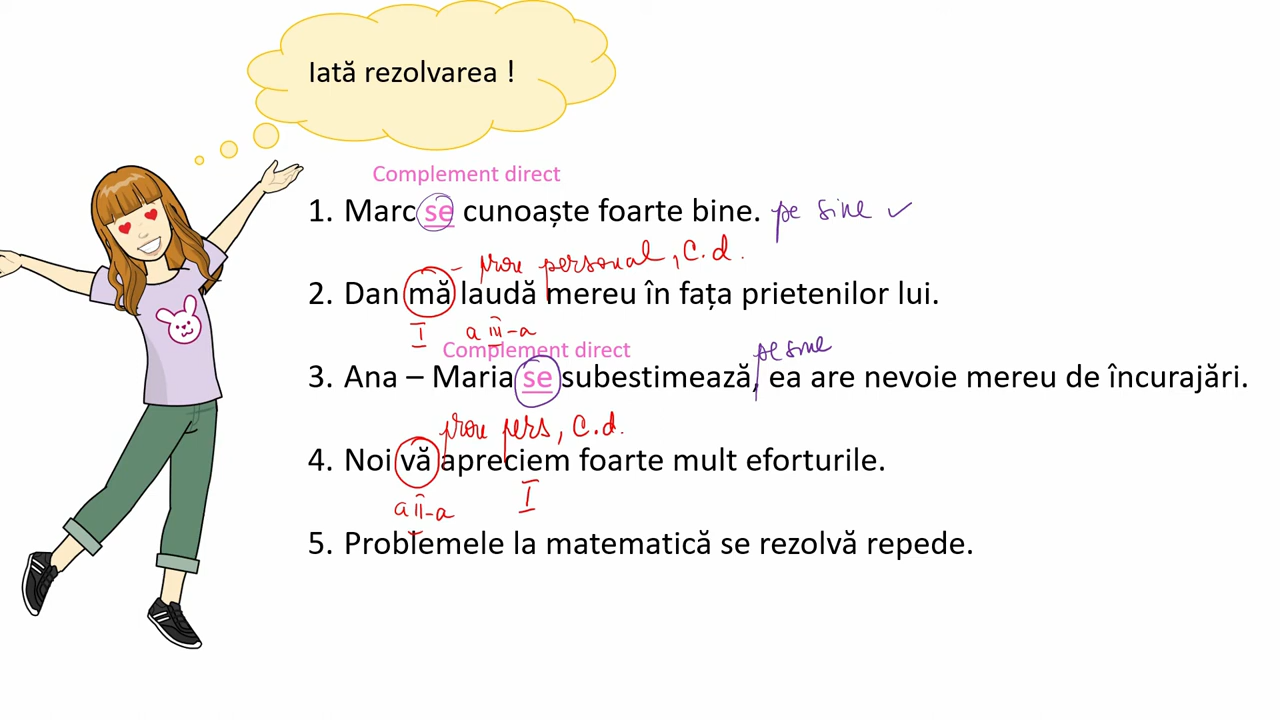 Iată rezolvarea !
Complement direct
1. Marc se cunoaște foarte bine. pe sine ✓
pron personal, C.d.
2. Dan mă laudă mereu în fața prietenilor lui.
I a III-a
Complement direct pe sine
3. Ana – Maria se subestimează, ea are nevoie mereu de încurajări.
pron pers, C.d.
4. Noi vă apreciem foarte mult eforturile.
a II-a I
5. Problemele la matematică se rezolvă repede.